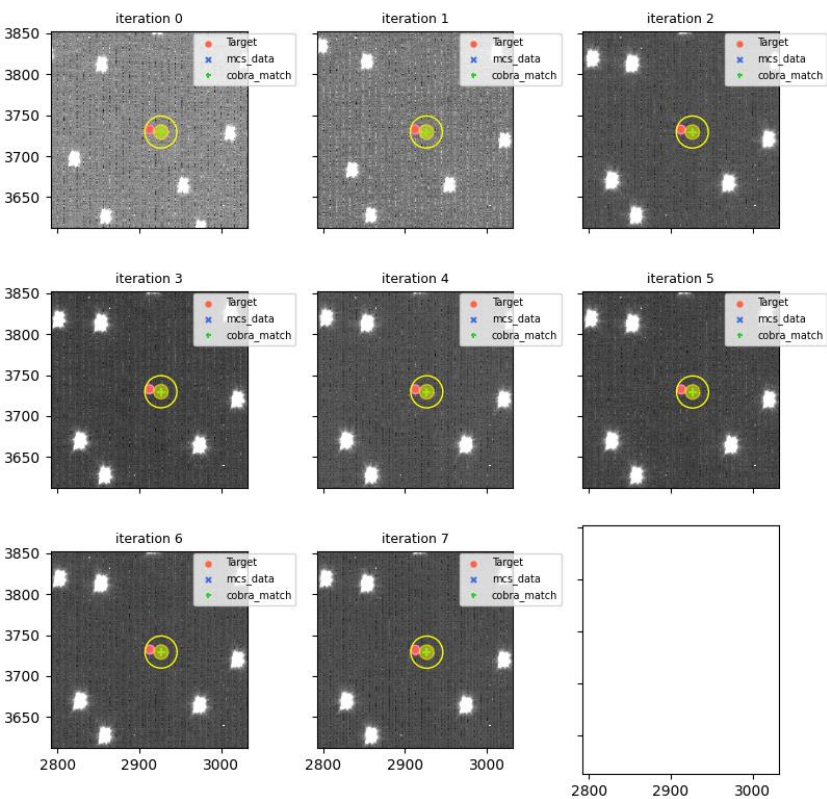 iteration 0
iteration 1
iteration 2
3850
3800
3750
3700
3650
Target
mcs_data
cobra_match
Target
mcs_data
cobra_match
Target
mcs_data
cobra_match
iteration 3
iteration 4
iteration 5
3850
3800
3750
3700
3650
Target
mcs_data
cobra_match
Target
mcs_data
cobra_match
Target
mcs_data
cobra_match
iteration 6
iteration 7
3850
3800
3750
3700
3650
Target
mcs_data
cobra_match
Target
mcs_data
cobra_match
2800 2900 3000
2800 2900 3000
2800 2900 3000